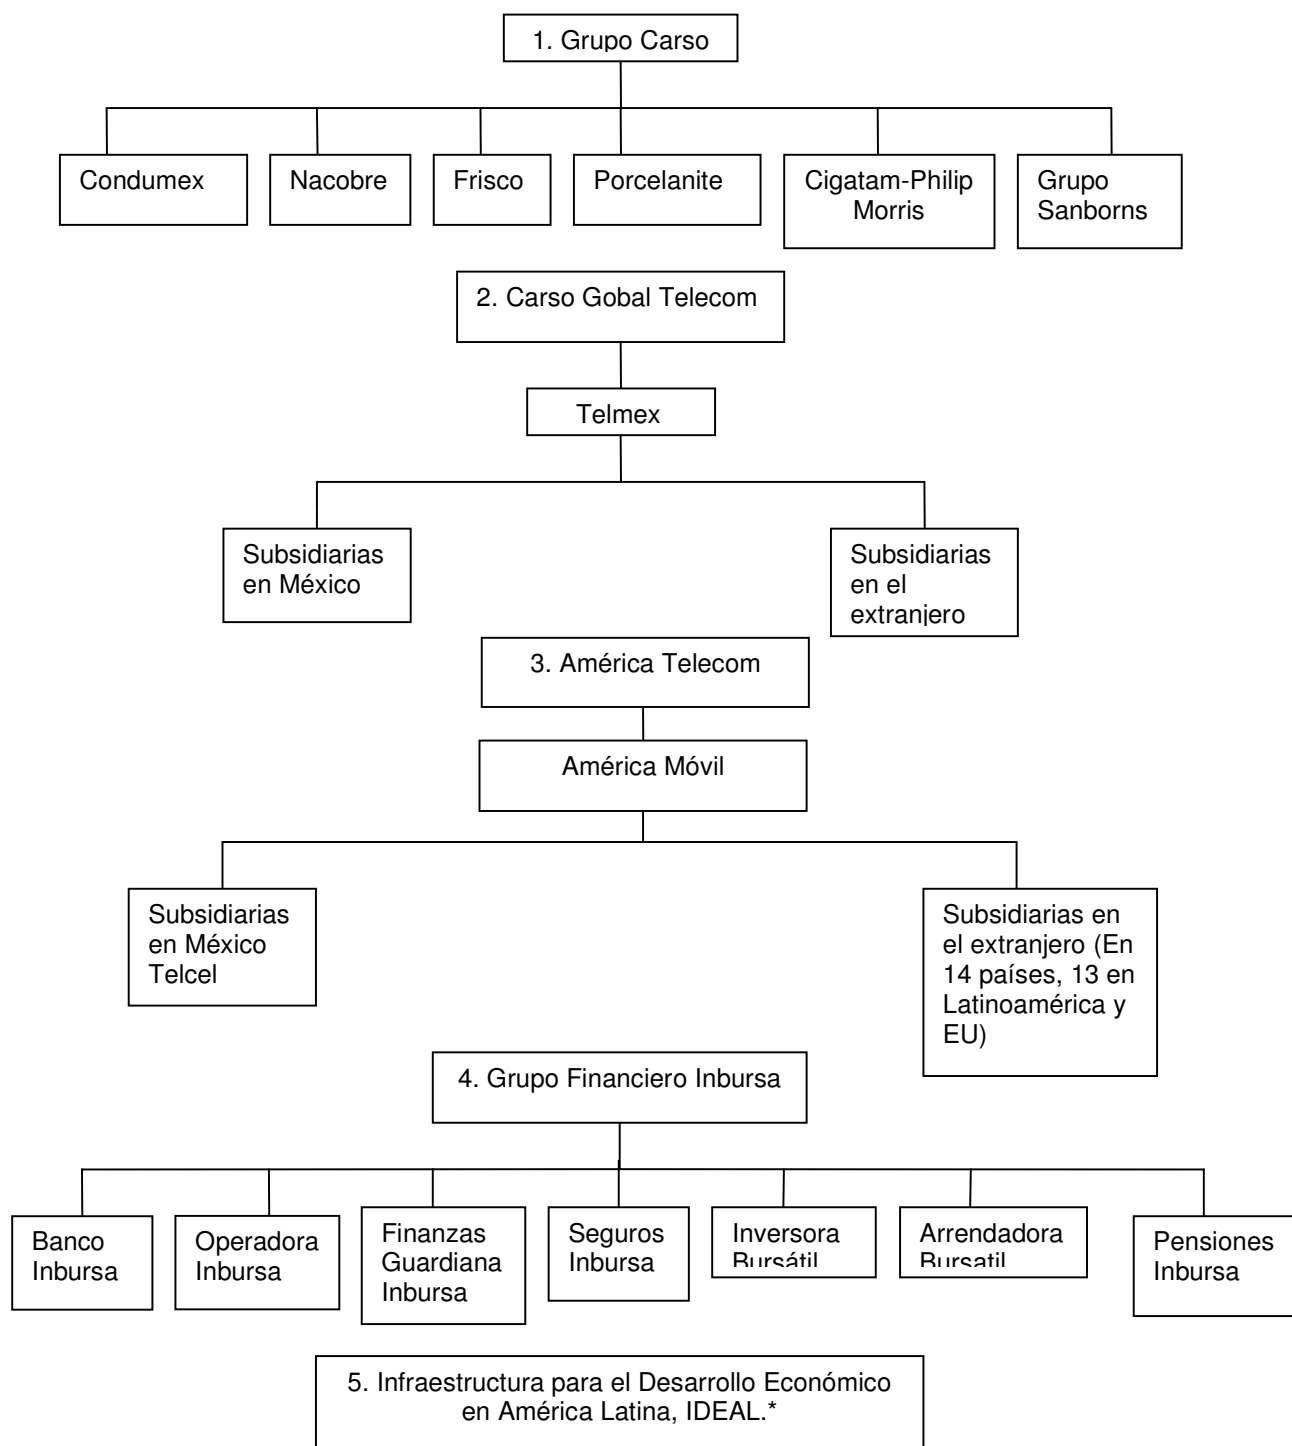 1. Grupo Carso
Condumex
Nacobre
Frisco
Porcelanite
Cigatam-Philip
Morris
Grupo
Sanborns
2. Carso Gobal Telecom
Telmex
Subsidiarias
en México
Subsidiarias
en el
extranjero
3. América Telecom
América Móvil
Subsidiarias
en México
Telcel
Subsidiarias en
el extranjero (En
14 países, 13 en
Latinoamérica y
EU)
4. Grupo Financiero Inbursa
Banco
Inbursa
Operadora
Inbursa
Finanzas
Guardiana
Inbursa
Seguros
Inbursa
Inversora
Bursátil
Arrendadora
Bursatil
Pensiones
Inbursa
5. Infraestructura para el Desarrollo Económico
en América Latina, IDEAL.*